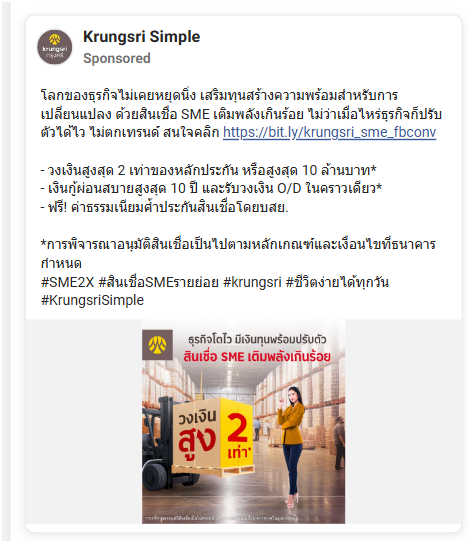 Krungsri Simple
Sponsored
krungsri
กรุงศรี
โลกของธุรกิจไม่เคยหยุดนิ่ง เสริมทุนสร้างความพร้อมสำหรับการ
เปลี่ยนแปลง ด้วยสินเชื่อ SME เติมพลังเกินร้อย ไม่ว่าเมื่อไหร่ธุรกิจก็ปรับ
ตัวได้ไว ไม่ตกเทรนด์ สนใจคลิก https://bit.ly/krungsri_sme_fbconv
- วงเงินสูงสุด 2 เท่าของหลักประกัน หรือสูงสุด 10 ล้านบาท*
- เงินกู้ผ่อนสบายสูงสุด 10 ปี และรับวงเงิน O/D ในคราวเดียว*
- ฟรี! ค่าธรรมเนียมค้ำประกันสินเชื่อโดยบสย.
*การพิจารณาอนุมัติสินเชื่อเป็นไปตามหลักเกณฑ์และเงื่อนไขที่ธนาคาร
กำหนด
#SME2X #สินเชื่อSMEรายย่อย #krungsri #ชีวิตง่ายได้ทุกวัน
#KrungsriSimple
ธุรกิจโตไว มีเงินทุนพร้อมปรับตัว
สินเชื่อ SME เติมพลังเกินร้อย
วงเงิน
สูง
2
เท่า*